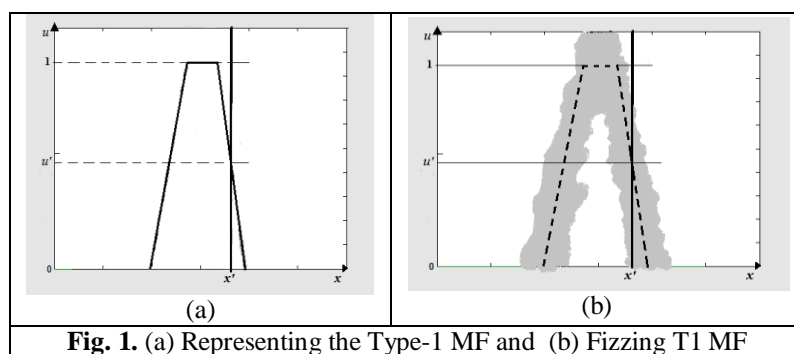 u
1
u'
0
x'
x
(a)
u
1
u'
0
x'
x
(b)
Fig. 1. (a) Representing the Type-1 MF and (b) Fizzing T1 MF